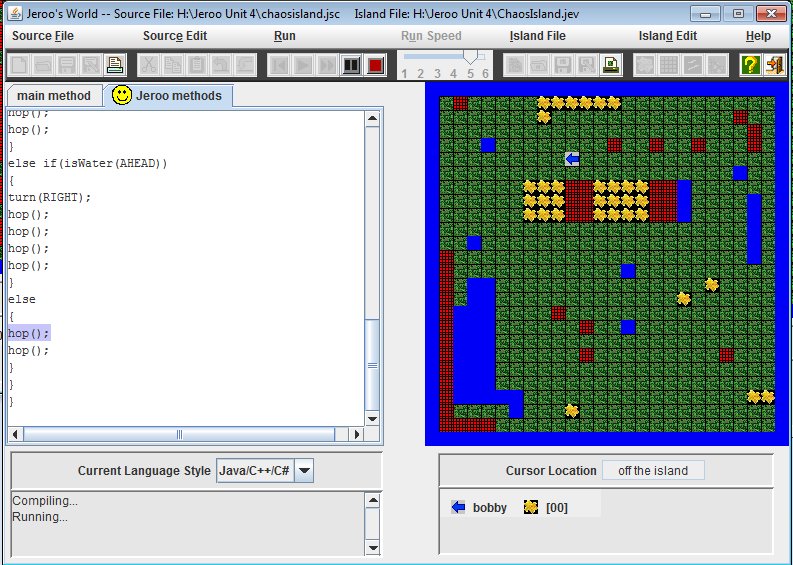 Jeroo's World -- Source File: H:\Jeroo Unit 4\chaosisland.jsc Island File: H:\Jeroo Unit 4\ChaosIsland.jev
Source File Source Edit Run Run Speed Island File Island Edit Help
1 2 3 4 5 6
main method Jeroo methods
hop();
hop();
}
else if(isWater(AHEAD))
{
turn(RIGHT);
hop();
hop();
hop();
hop();
}
else
{
hop();
hop();
}
}
}
Current Language Style Java/C++/C#
Compiling...
Running...
Cursor Location off the island
bobby [00]